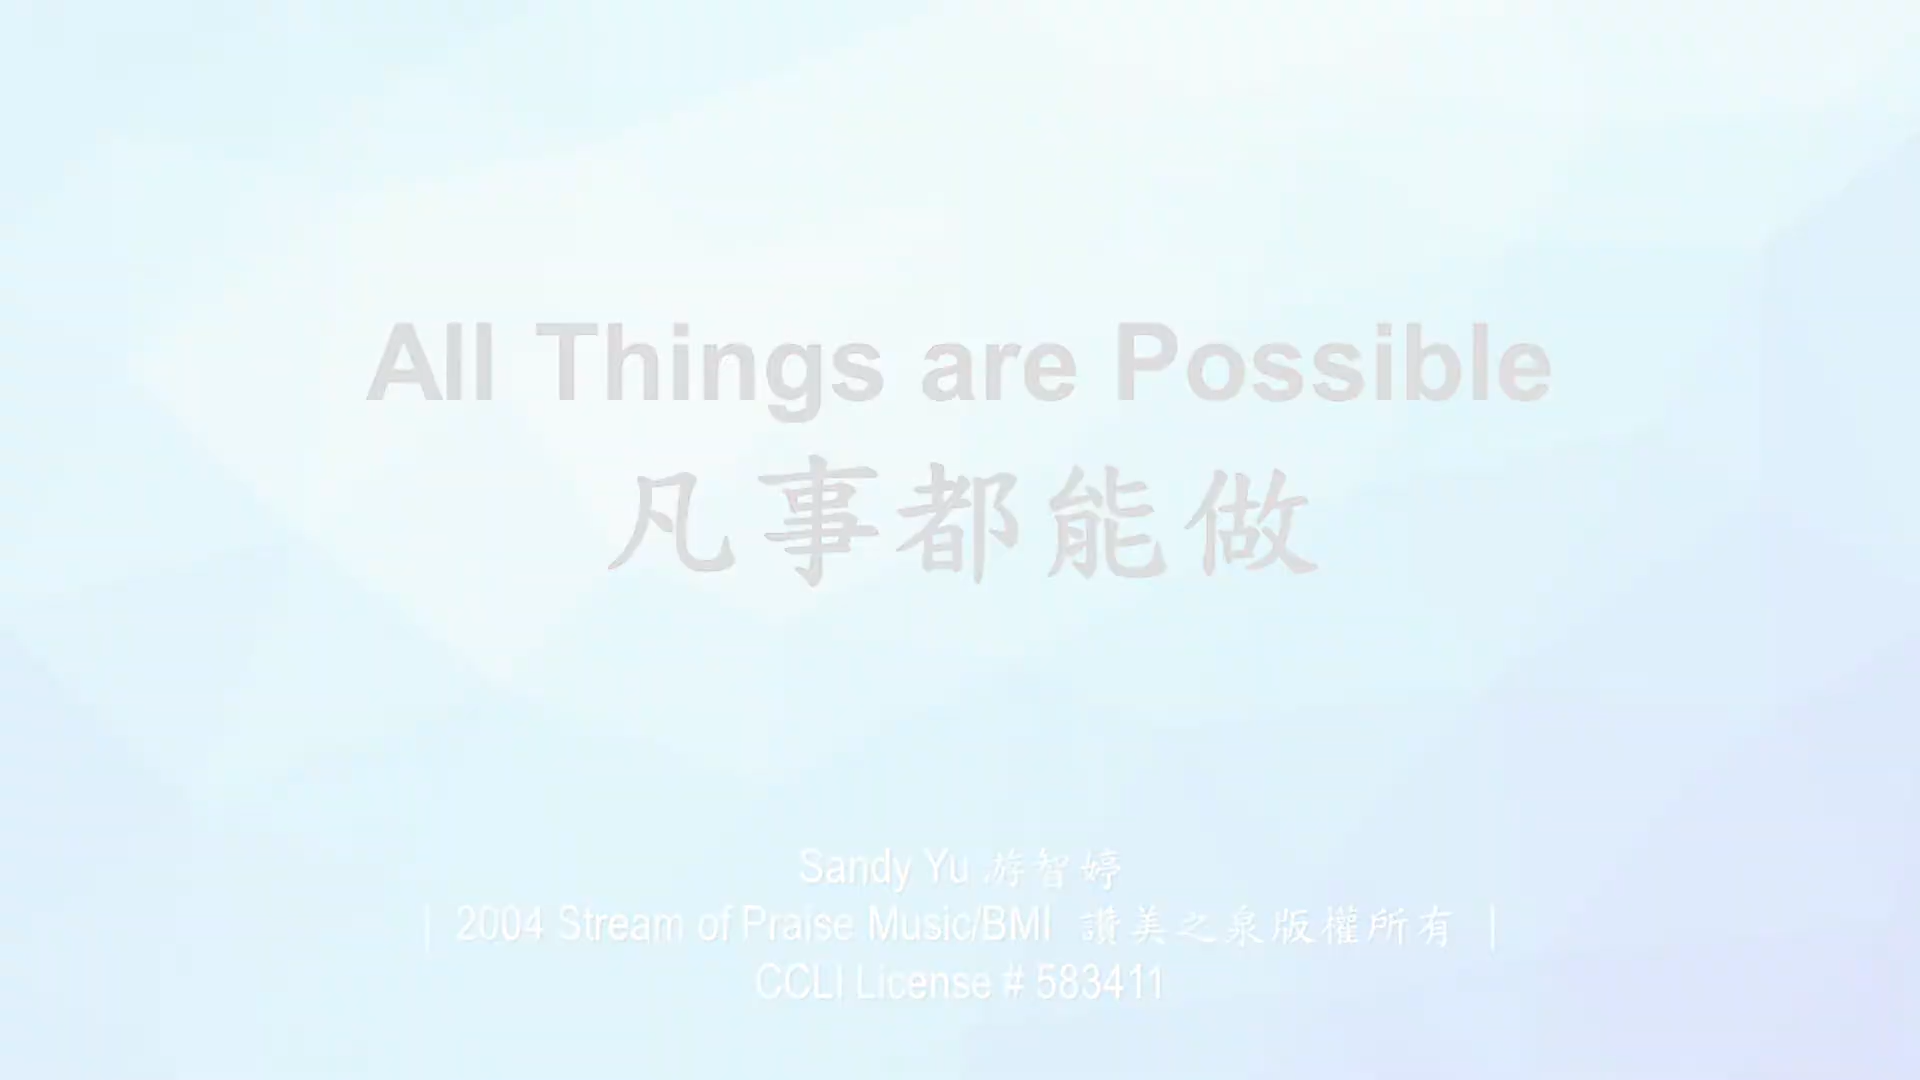 All Things are Possible
凡事都能做
Sandy Yu 游智婷
| 2004 Stream of Praise Music/BMI 讚美之泉版權所有 |
CCLI License # 583411